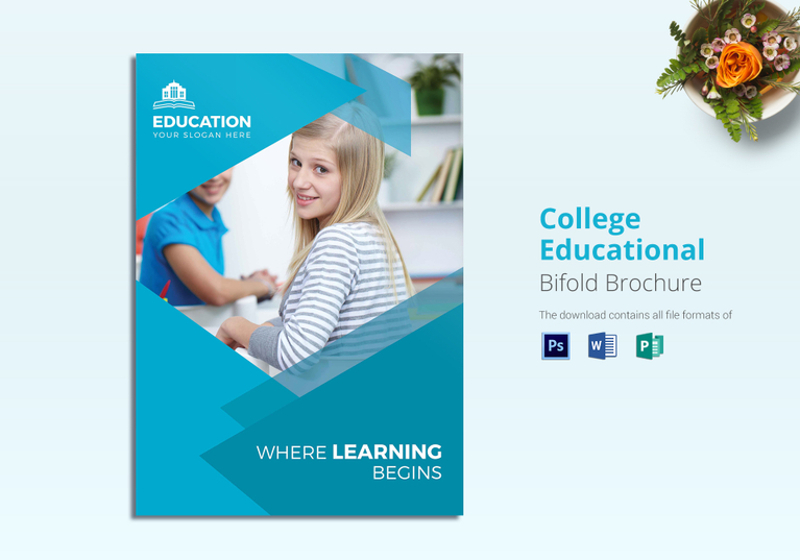 EDUCATION
YOUR SLOGAN HERE
WHERE LEARNING
BEGINS
College
Educational
Bifold Brochure
The download contains all file formats of
Ps
W
P